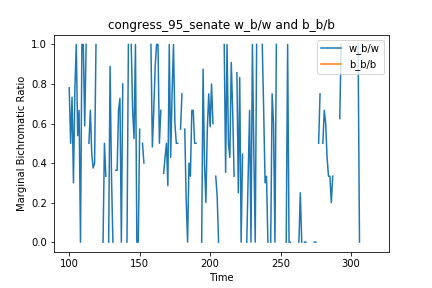 congress_95_senate w_b/w and b_b/b
w_b/w
b_b/b
Marginal Bichromatic Ratio
1.0
0.8
0.6
0.4
0.2
0.0
100
150
200
250
300
Time